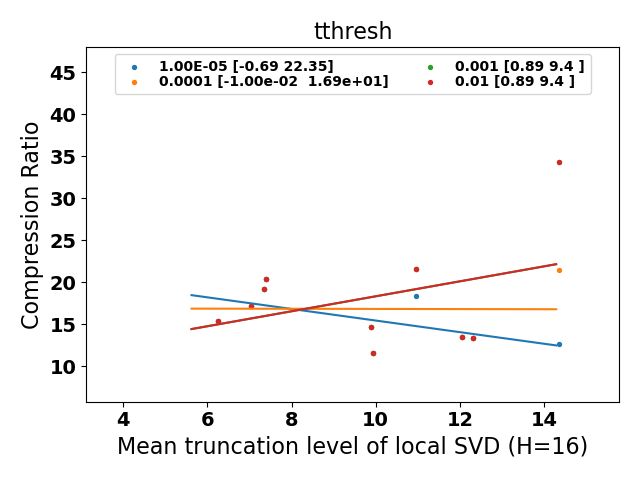 tthresh
1.00E-05 [-0.69 22.35]
0.0001 [-1.00e-02  1.69e+01]
0.001 [0.89 9.4 ]
0.01 [0.89 9.4 ]
Compression Ratio
45
40
35
30
25
20
15
10
4 6 8 10 12 14
Mean truncation level of local SVD (H=16)